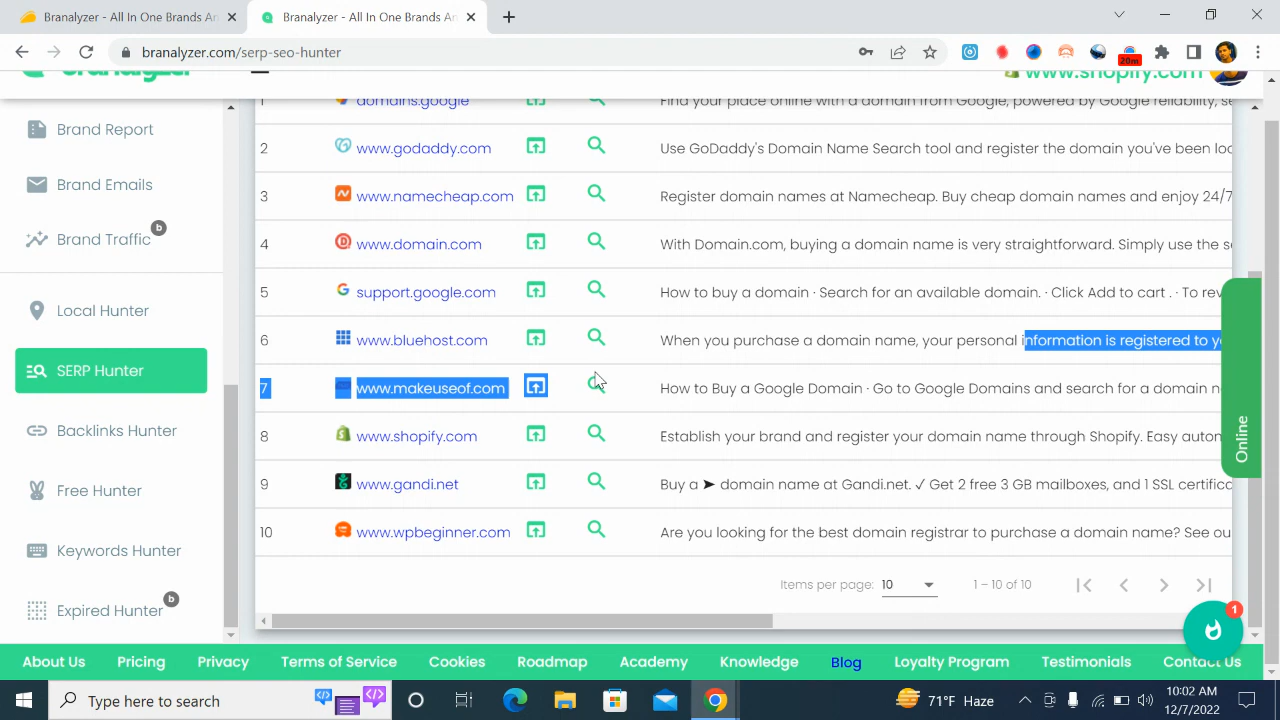 Branalyzer - All In One Brands An
Branalyzer - All In One Brands An
branalyzer.com/serp-seo-hunter
20m
Branalyzer
www.shopify.com
Brand Report
Brand Emails
Brand Traffic b
Local Hunter
SERP Hunter
Backlinks Hunter
Free Hunter
Keywords Hunter
Expired Hunter b
1 domains.google Find your place online with a domain from Google, powered by Google reliability, se
2 www.godaddy.com Use GoDaddy's Domain Name Search tool and register the domain you've been loo
3 www.namecheap.com Register domain names at Namecheap. Buy cheap domain names and enjoy 24/7
4 www.domain.com With Domain.com, buying a domain name is very straightforward. Simply use the se
5 support.google.com How to buy a domain · Search for an available domain. · Click Add to cart . · To rev
6 www.bluehost.com When you purchase a domain name, your personal information is registered to y
7 www.makeuseof.com How to Buy a Google Domain · Go to Google Domains and search for a domain n
8 www.shopify.com Establish your brand and register your domain name through Shopify. Easy auton
9 www.gandi.net Buy a ➤ domain name at Gandi.net. ✓ Get 2 free 3 GB mailboxes, and 1 SSL certifica
10 www.wpbeginner.com Are you looking for the best domain registrar to purchase a domain name? See ou
Online
Items per page: 10 1 – 10 of 10
1
About Us Pricing Privacy Terms of Service Cookies Roadmap Academy Knowledge Blog Loyalty Program Testimonials Contact Us
Type here to search
71°F Haze
10:02 AM
12/7/2022